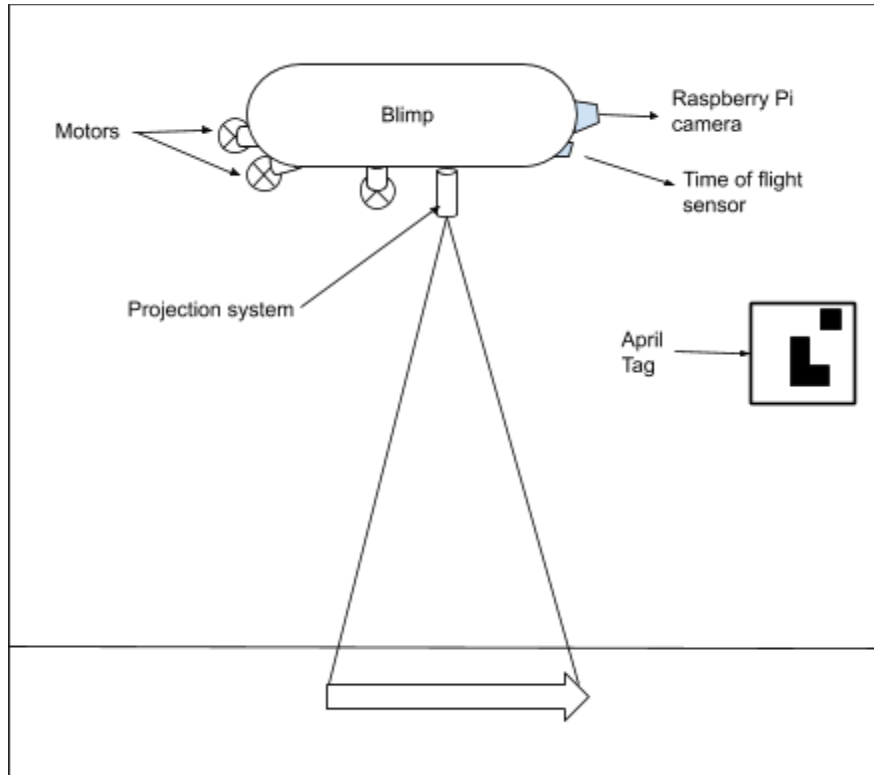 Blimp
Raspberry Pi
camera
Motors
Time of flight
sensor
Projection system
April
Tag